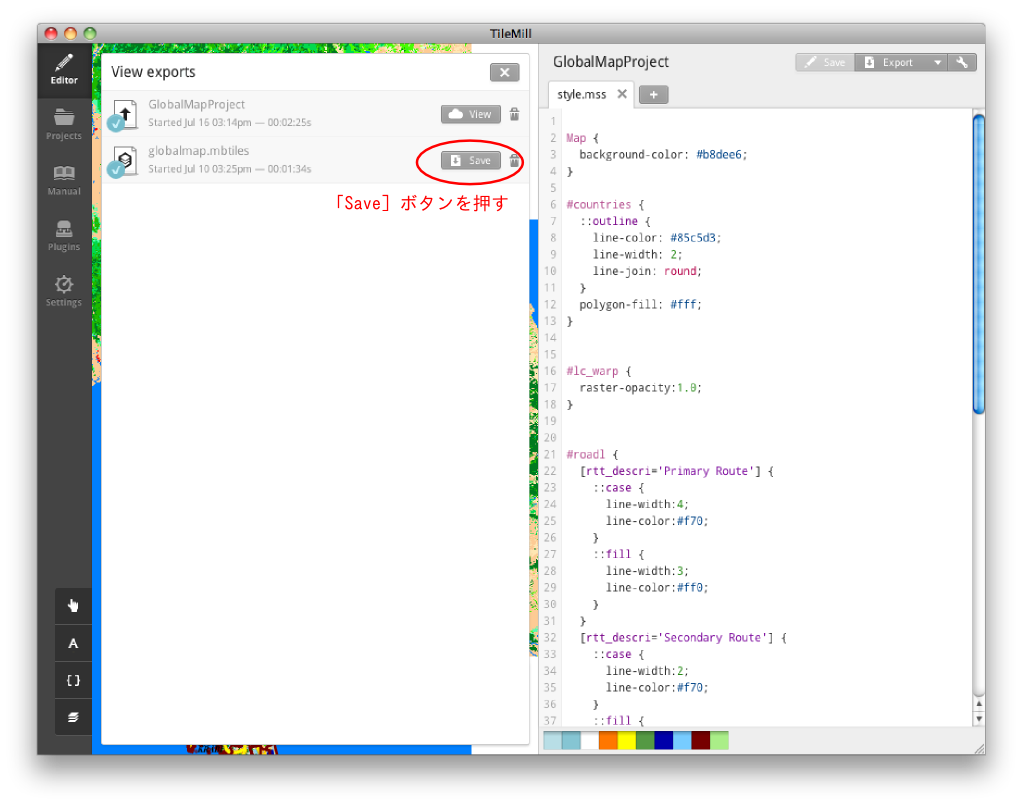 TileMill
Editor
Projects
Manual
Plugins
Settings
A
{ }
View exports
GlobalMapProject
Started Jul 16 03:14pm — 00:02:25s
View
globalmap.mbtiles
Started Jul 10 03:25pm — 00:01:34s
Save
「Save］ボタンを押す
GlobalMapProject
Save
Export
style.mss
+
1
2 Map {
3 background-color: #b8dee6;
4 }
5
6 #countries {
7 ::outline {
8 line-color: #85c5d3;
9 line-width: 2;
10 line-join: round;
11 }
12 polygon-fill: #fff;
13 }
14
15
16 #lc_warp {
17 raster-opacity:1.0;
18 }
19
20
21 #roadl {
22 [rtt_descri='Primary Route'] {
23 ::case {
24 line-width:4;
25 line-color:#f70;
26 }
27 ::fill {
28 line-width:3;
29 line-color:#ff0;
30 }
31 }
32 [rtt_descri='Secondary Route'] {
33 ::case {
34 line-width:2;
35 line-color:#f70;
36 }
37 ::fill {